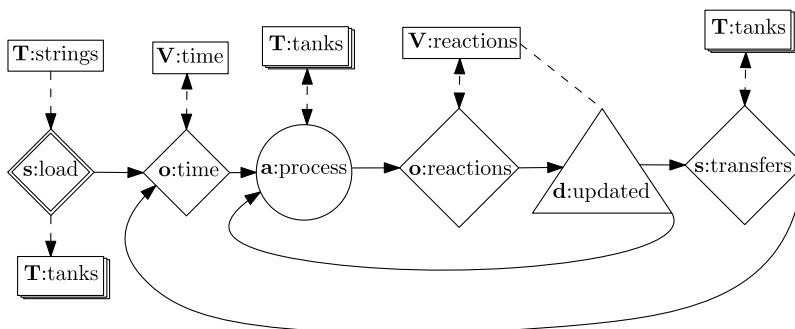 T:strings
V:time
T:tanks
V:reactions
T:tanks
s:load
o:time
a:process
o:reactions
d:updated
s:transfers
T:tanks